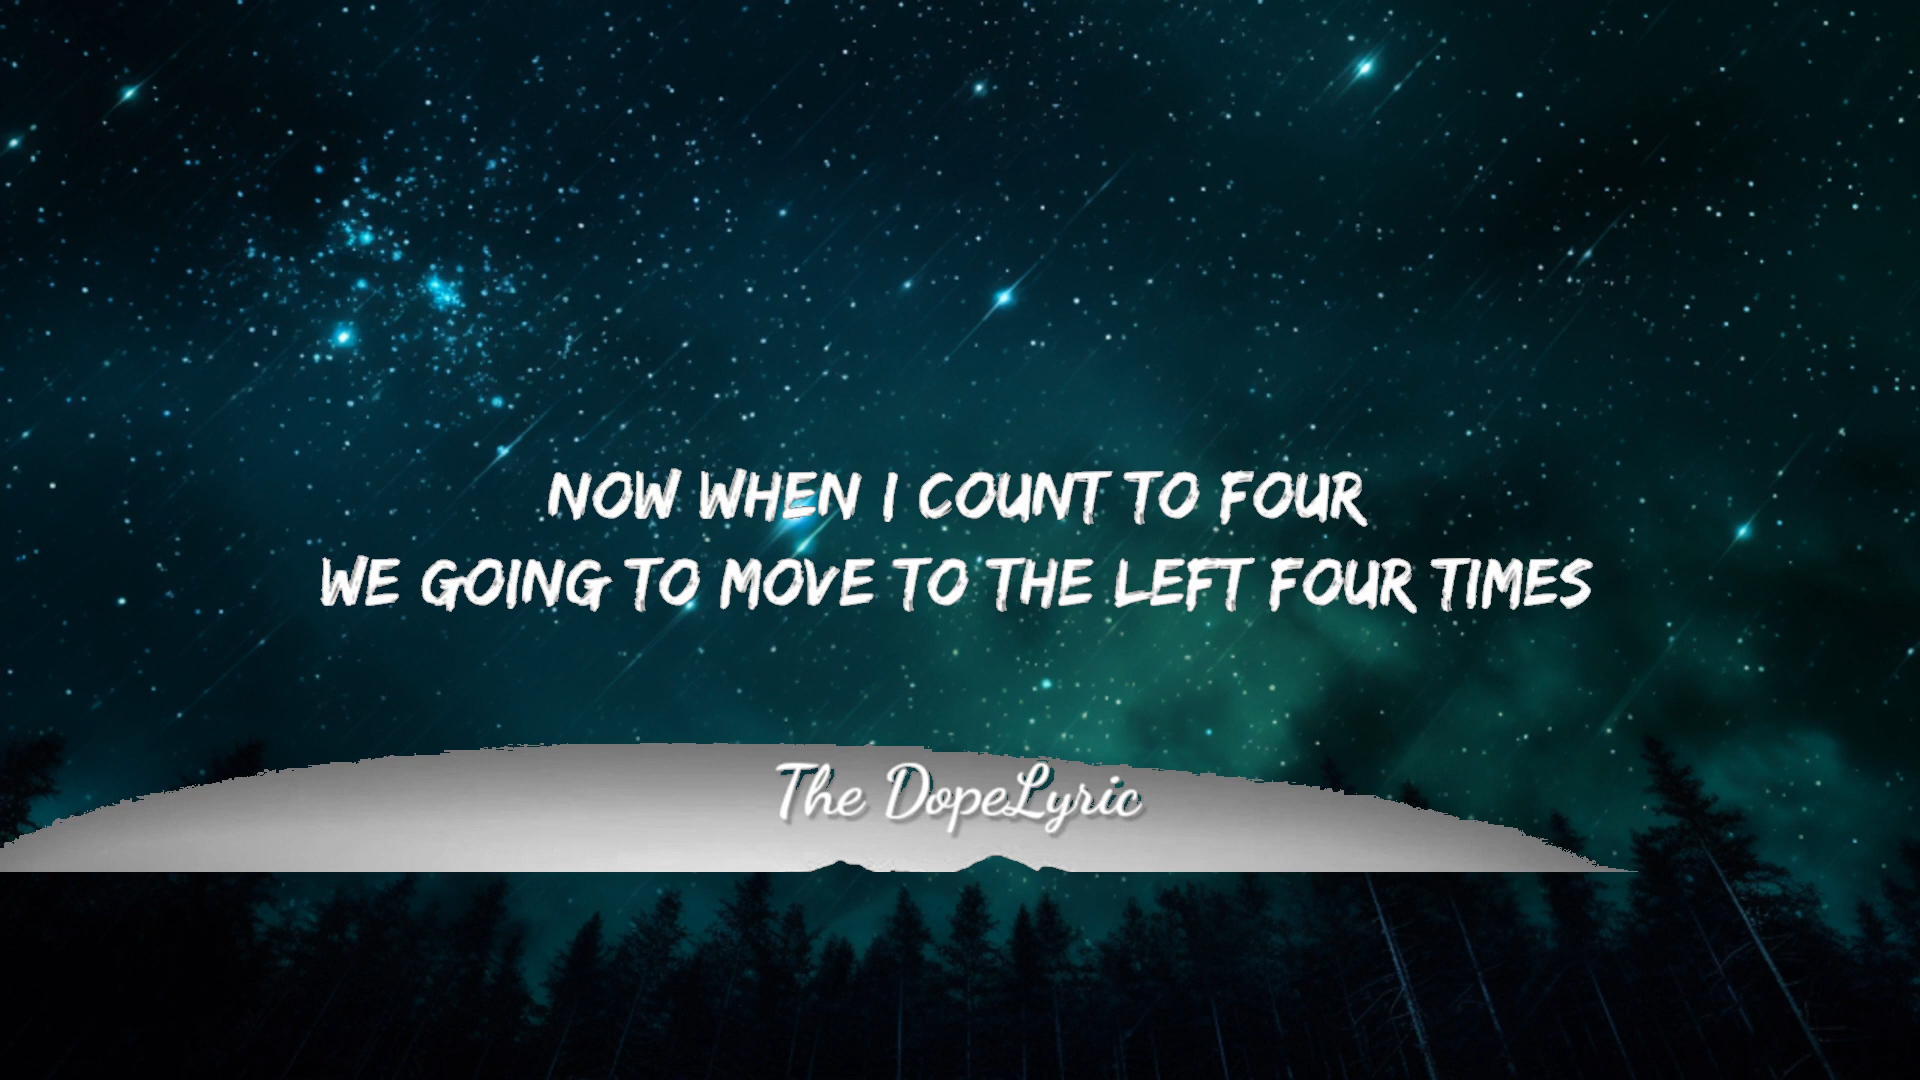 NOW WHEN I COUNT TO FOUR
WE GOING TO MOVE TO THE LEFT FOUR TIMES
The DopeLyric